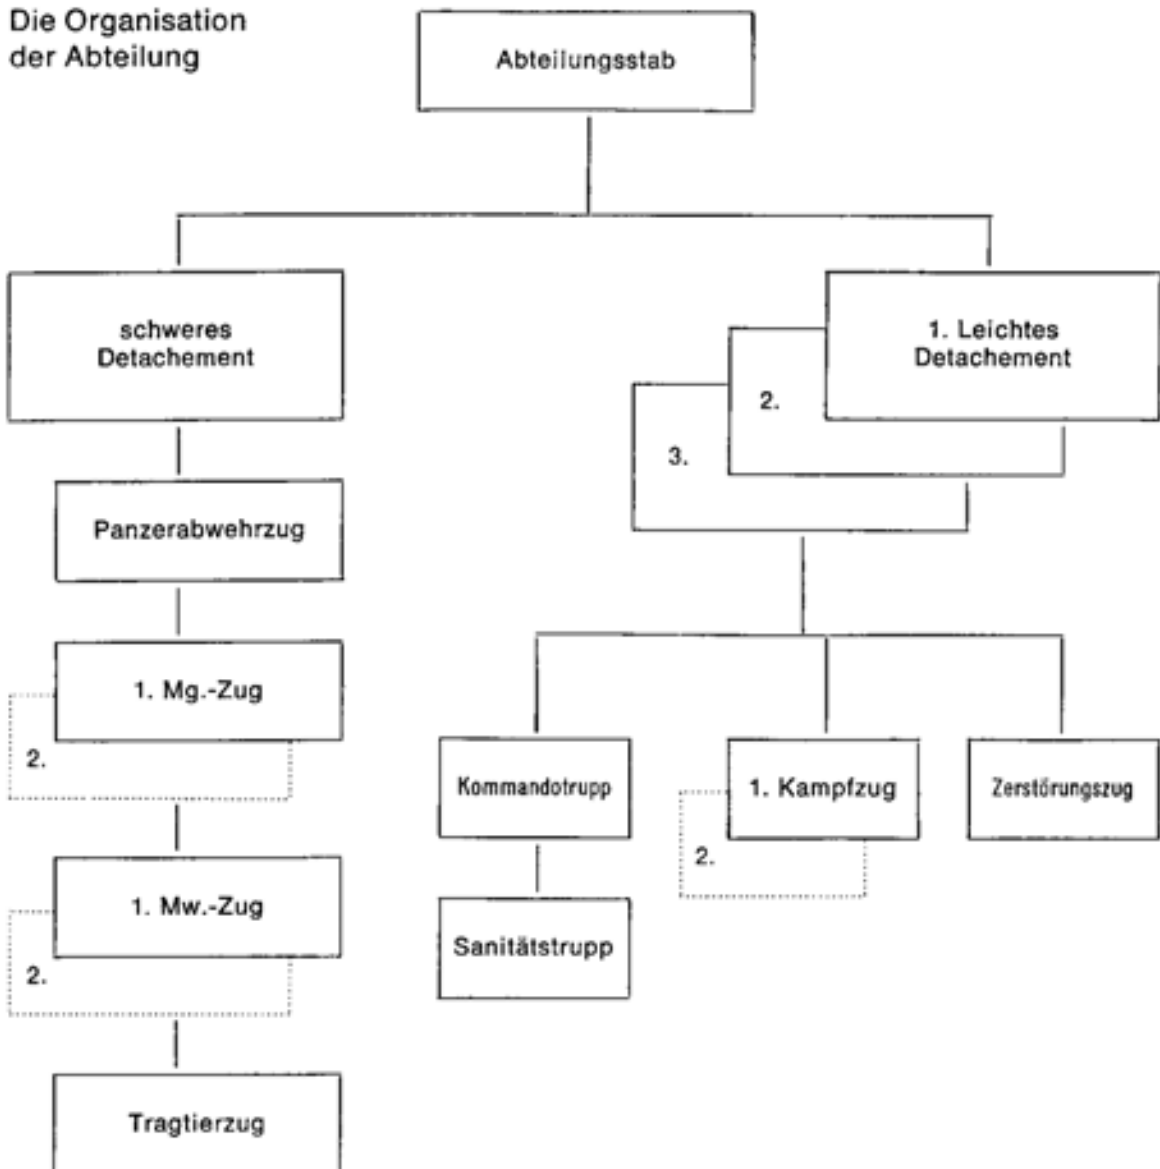 Die Organisation
der Abteilung
Abteilungsstab
schweres
Detachement
1. Leichtes
Detachement
2.
3.
Panzerabwehrzug
1. Mg.-Zug
2.
1. Mw.-Zug
2.
Tragtierzug
Kommandotrupp
1. Kampfzug
2.
Zerstörungszug
Sanitätstrupp